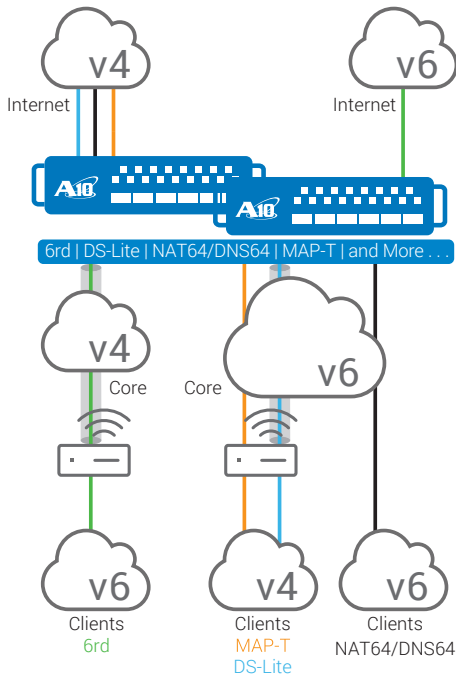 v4
v6
Internet
Internet
A10
A10
6rd | DS-Lite | NAT64/DNS64 | MAP-T | and More . . .
v4
v6
Core
Core
v6
v4
v6
Clients
Clients
Clients
6rd
MAP-T
NAT64/DNS64
DS-Lite